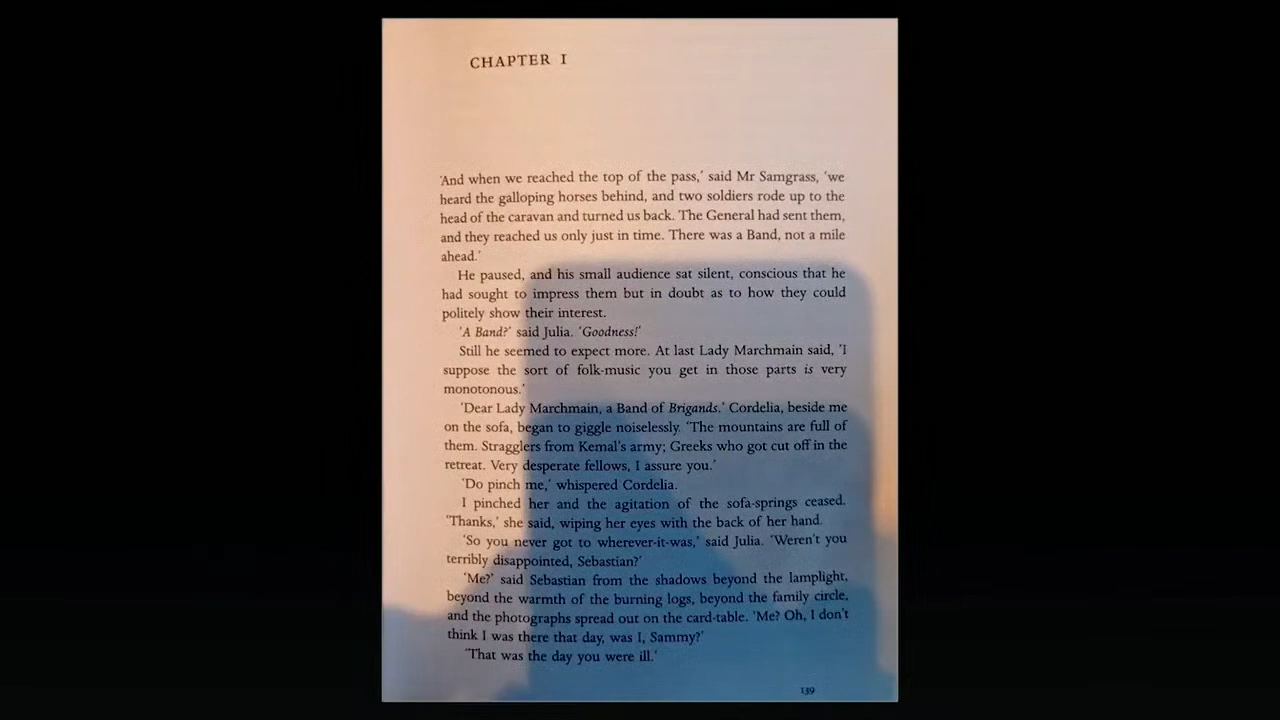 CHAPTER I
'And when we reached the top of the pass,' said Mr Samgrass, 'we
heard the galloping horses behind, and two soldiers rode up to the
head of the caravan and turned us back. The General had sent them,
and they reached us only just in time. There was a Band, not a mile
ahead.'
He paused, and his small audience sat silent, conscious that he
had sought to impress them but in doubt as to how they could
politely show their interest.
'A Band?' said Julia. 'Goodness!'
Still he seemed to expect more. At last Lady Marchmain said, 'I
suppose the sort of folk-music you get in those parts is very
monotonous.'
'Dear Lady Marchmain, a Band of Brigands.' Cordelia, beside me
on the sofa, began to giggle noiselessly. 'The mountains are full of
them. Stragglers from Kemal's army; Greeks who got cut off in the
retreat. Very desperate fellows, I assure you.'
'Do pinch me,' whispered Cordelia.
I pinched her and the agitation of the sofa-springs ceased.
'Thanks,' she said, wiping her eyes with the back of her hand.
'So you never got to wherever-it-was,' said Julia. 'Weren't you
terribly disappointed, Sebastian?'
'Me?' said Sebastian from the shadows beyond the lamplight,
beyond the warmth of the burning logs, beyond the family circle,
and the photographs spread out on the card-table. 'Me? Oh, I don't
think I was there that day, was I, Sammy?'
'That was the day you were ill.'
139